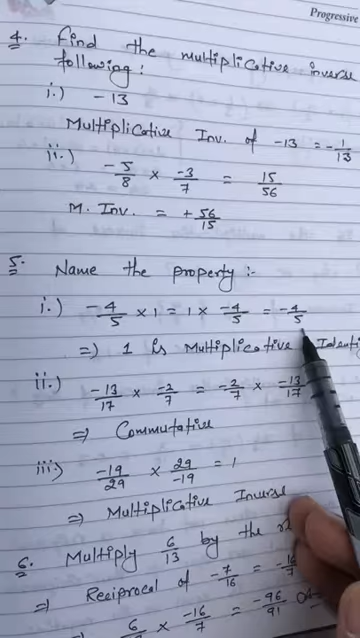 Progressive
4. Find the multiplicative inverse
following:
i.) -13
Multiplicative Inv. of -13 = -1/13
ii.) -5/8 × -3/7 = 15/56
M. Inv. = +56/15
5. Name the property :-
i.) -4/5 × 1 = 1 × -4/5 = -4/5
=> 1 is Multiplicative Identi
ii.) -13/17 × -2/7 = -2/7 × -13/17
=> Commutative
iii) -19/29 × 29/-19 = 1
=> Multiplicative Inverse
6. Multiply 6/13 by the
=> Reciprocal of -7/16 = -16/7
× -16/7 = -96/91